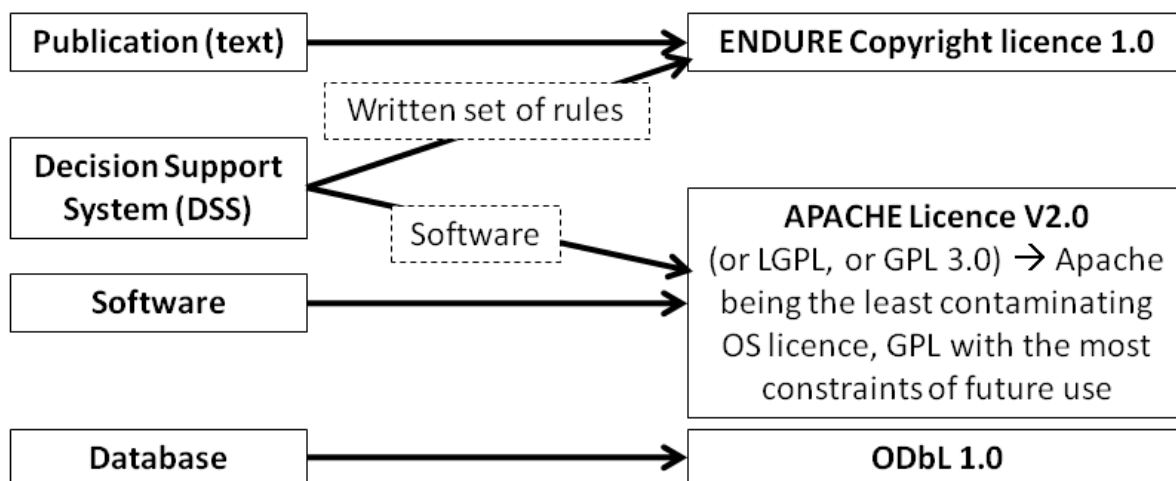 Publication (text)
ENDURE Copyright licence 1.0
Written set of rules
Decision Support
System (DSS)
Software
APACHE Licence V2.0
(or LGPL, or GPL 3.0) → Apache
being the least contaminating
OS licence, GPL with the most
constraints of future use
Software
Database
ODbL 1.0